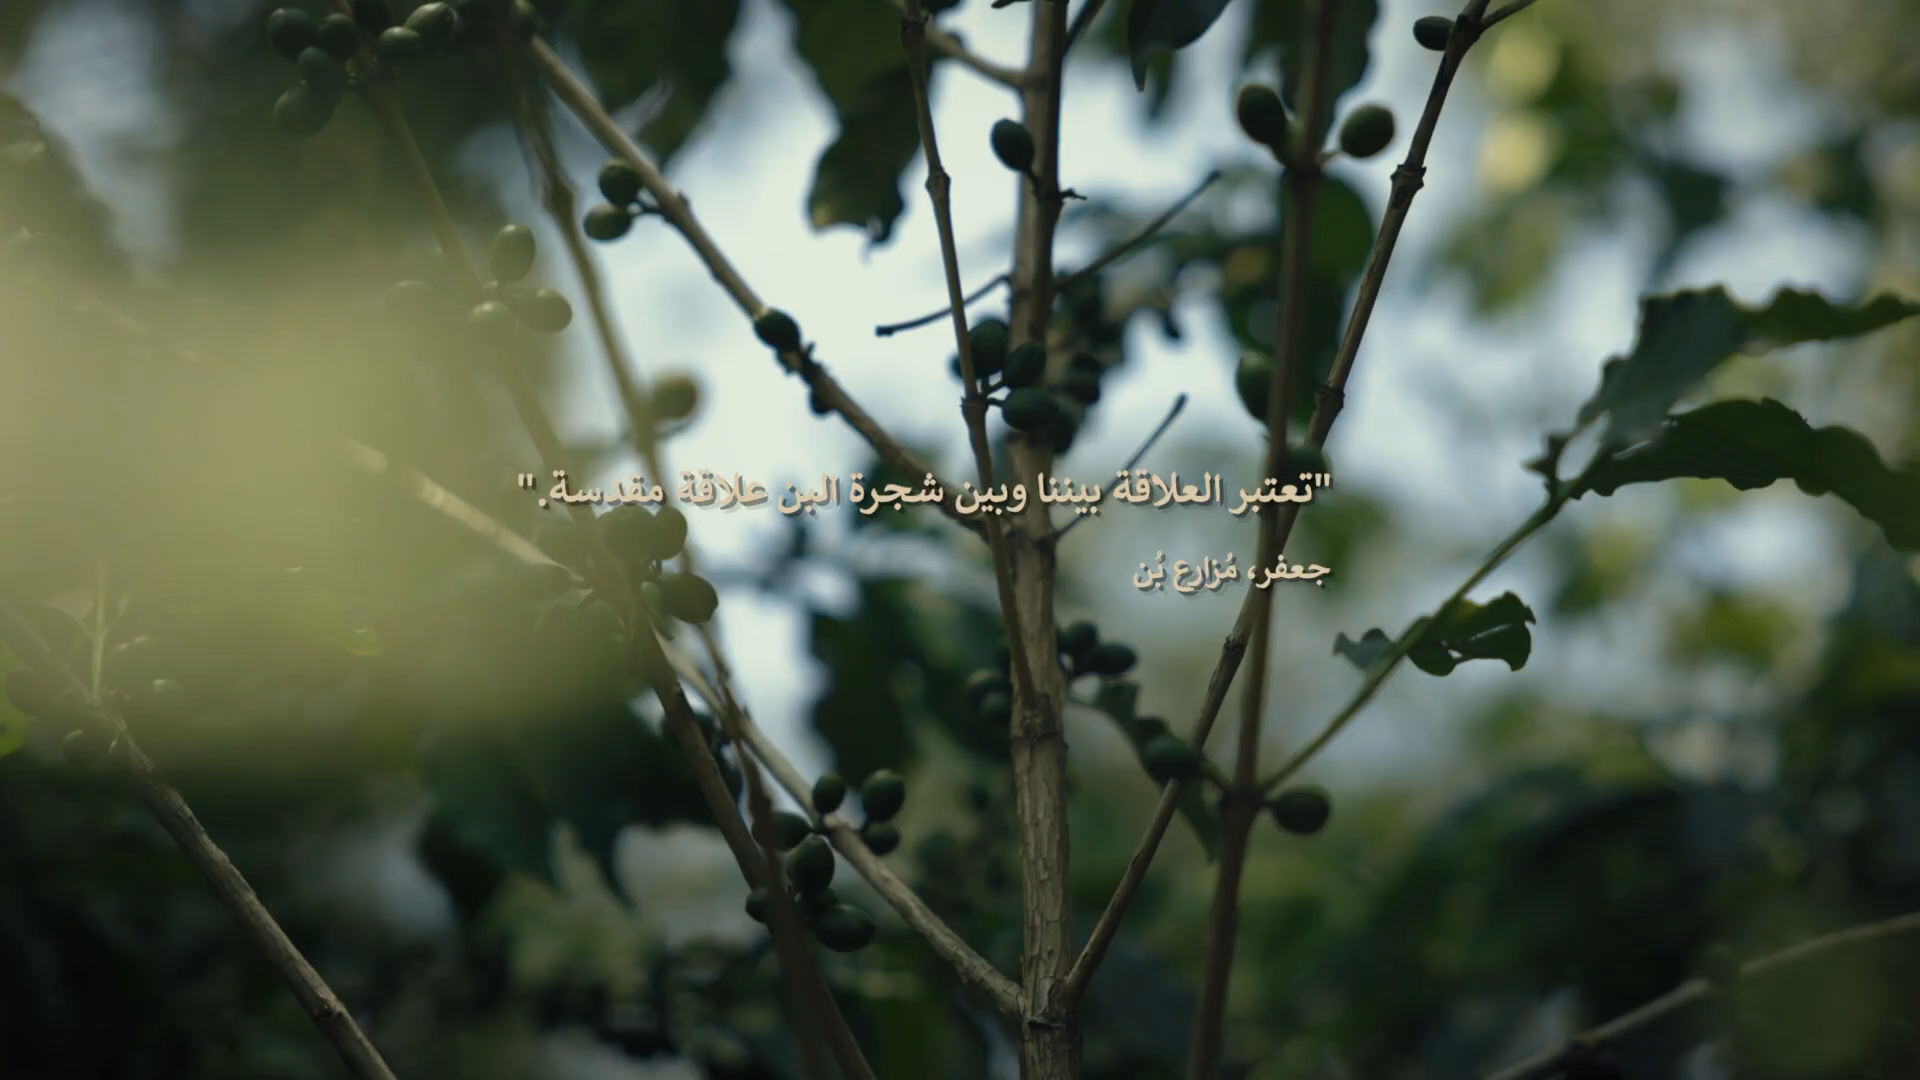 "تعتبر العلاقة بيننا وبين شجرة البن علاقة مقدسة."
جعفر، مُزارع بُن